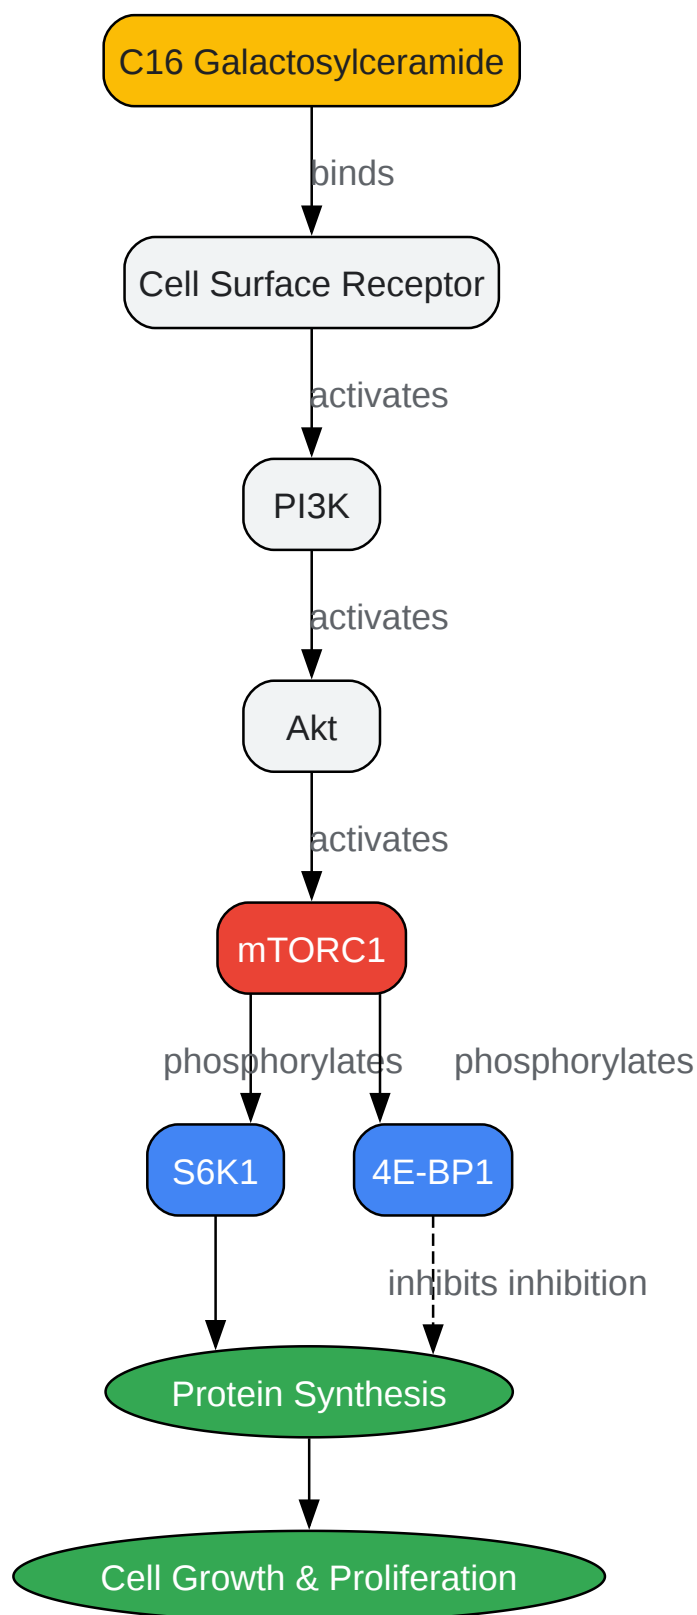 C16 Galactosylceramide
binds
Cell Surface Receptor
activates
PI3K
activates
Akt
activates
mTORC1
phosphorylates
phosphorylates
S6K1
4E-BP1
inhibits inhibition
Protein Synthesis
Cell Growth & Proliferation